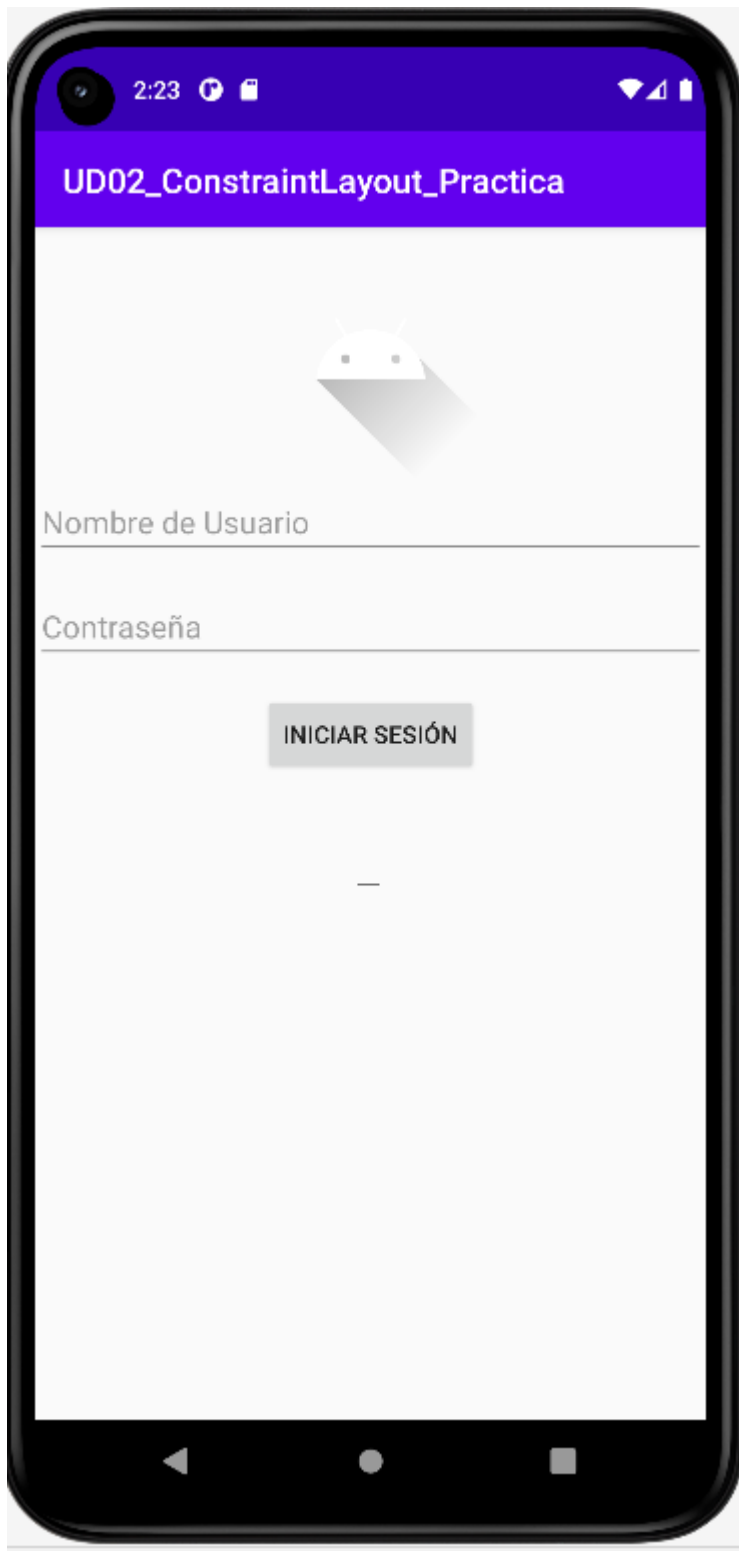 2:23
UD02_ConstraintLayout_Practica
Nombre de Usuario
Contraseña
INICIAR SESIÓN